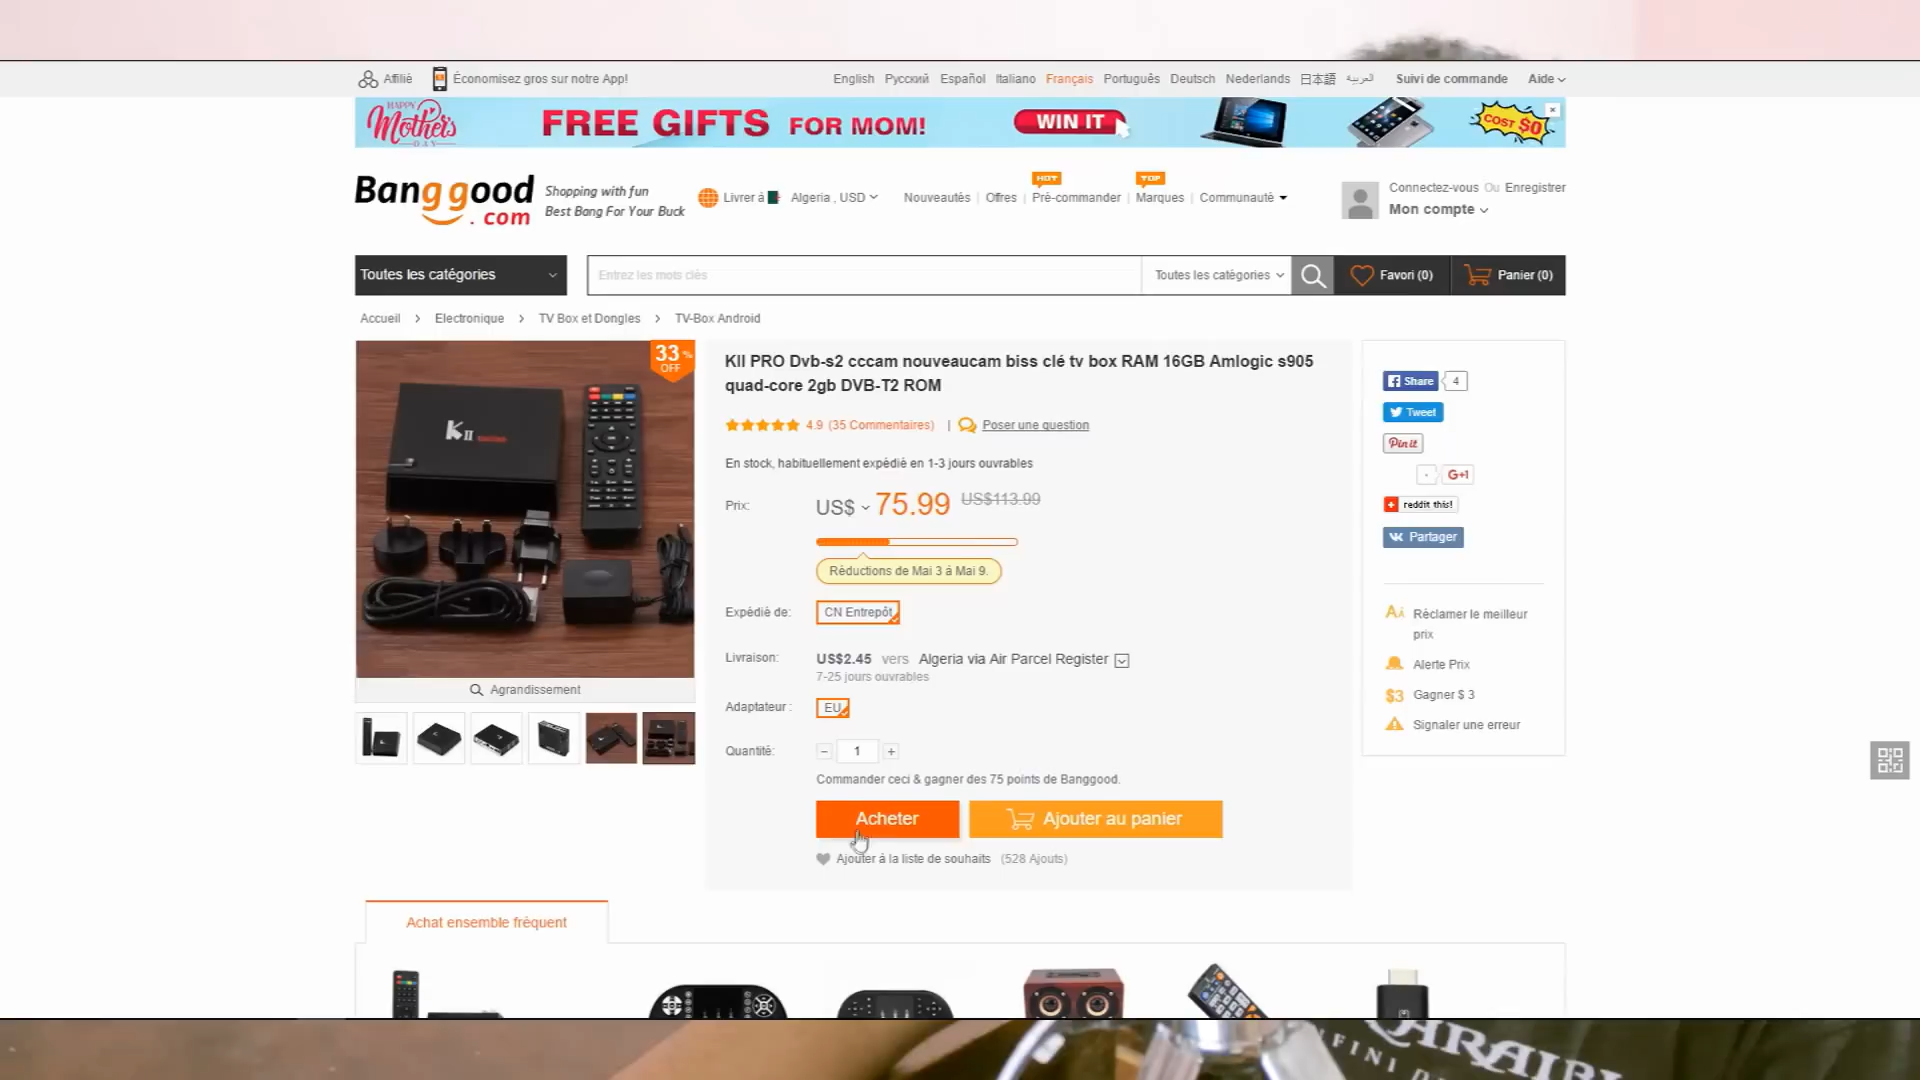 Affilié Économisez gros sur notre App! English Русский Español Italiano Français Português Deutsch Nederlands 日本語 العربية Suivi de commande Aide
HAPPY Mother's DAY FREE GIFTS FOR MOM! WIN IT COST $0
Banggood.com
Shopping with fun
Best Bang For Your Buck
Livrer à Algeria , USD
Nouveautés | Offres | HOT Pré-commander | TOP Marques | Communauté
Connectez-vous Ou Enregistrer
Mon compte
Toutes les catégories Entrez les mots clés Toutes les catégories Favori (0) Panier (0)
Accueil > Electronique > TV Box et Dongles > TV-Box Android
33% OFF
KII
KII PRO Dvb-s2 cccam nouveaucam biss clé tv box RAM 16GB Amlogic s905
quad-core 2gb DVB-T2 ROM
4.9 (35 Commentaires) | Poser une question
En stock, habituellement expédié en 1-3 jours ouvrables
Prix: US$ 75.99 US$113.99
Réductions de Mai 3 à Mai 9.
Expédié de: CN Entrepôt
Livraison: US$2.45 vers Algeria via Air Parcel Register
7-25 jours ouvrables
Adaptateur : EU
Quantité: - 1 +
Commander ceci & gagner des 75 points de Banggood.
Acheter Ajouter au panier
Ajouter à la liste de souhaits (528 Ajouts)
Agrandissement
Share 4
Tweet
Pin it
G+1
reddit this!
Partager
Réclamer le meilleur
prix
Alerte Prix
$3 Gagner $ 3
Signaler une erreur
Achat ensemble fréquent